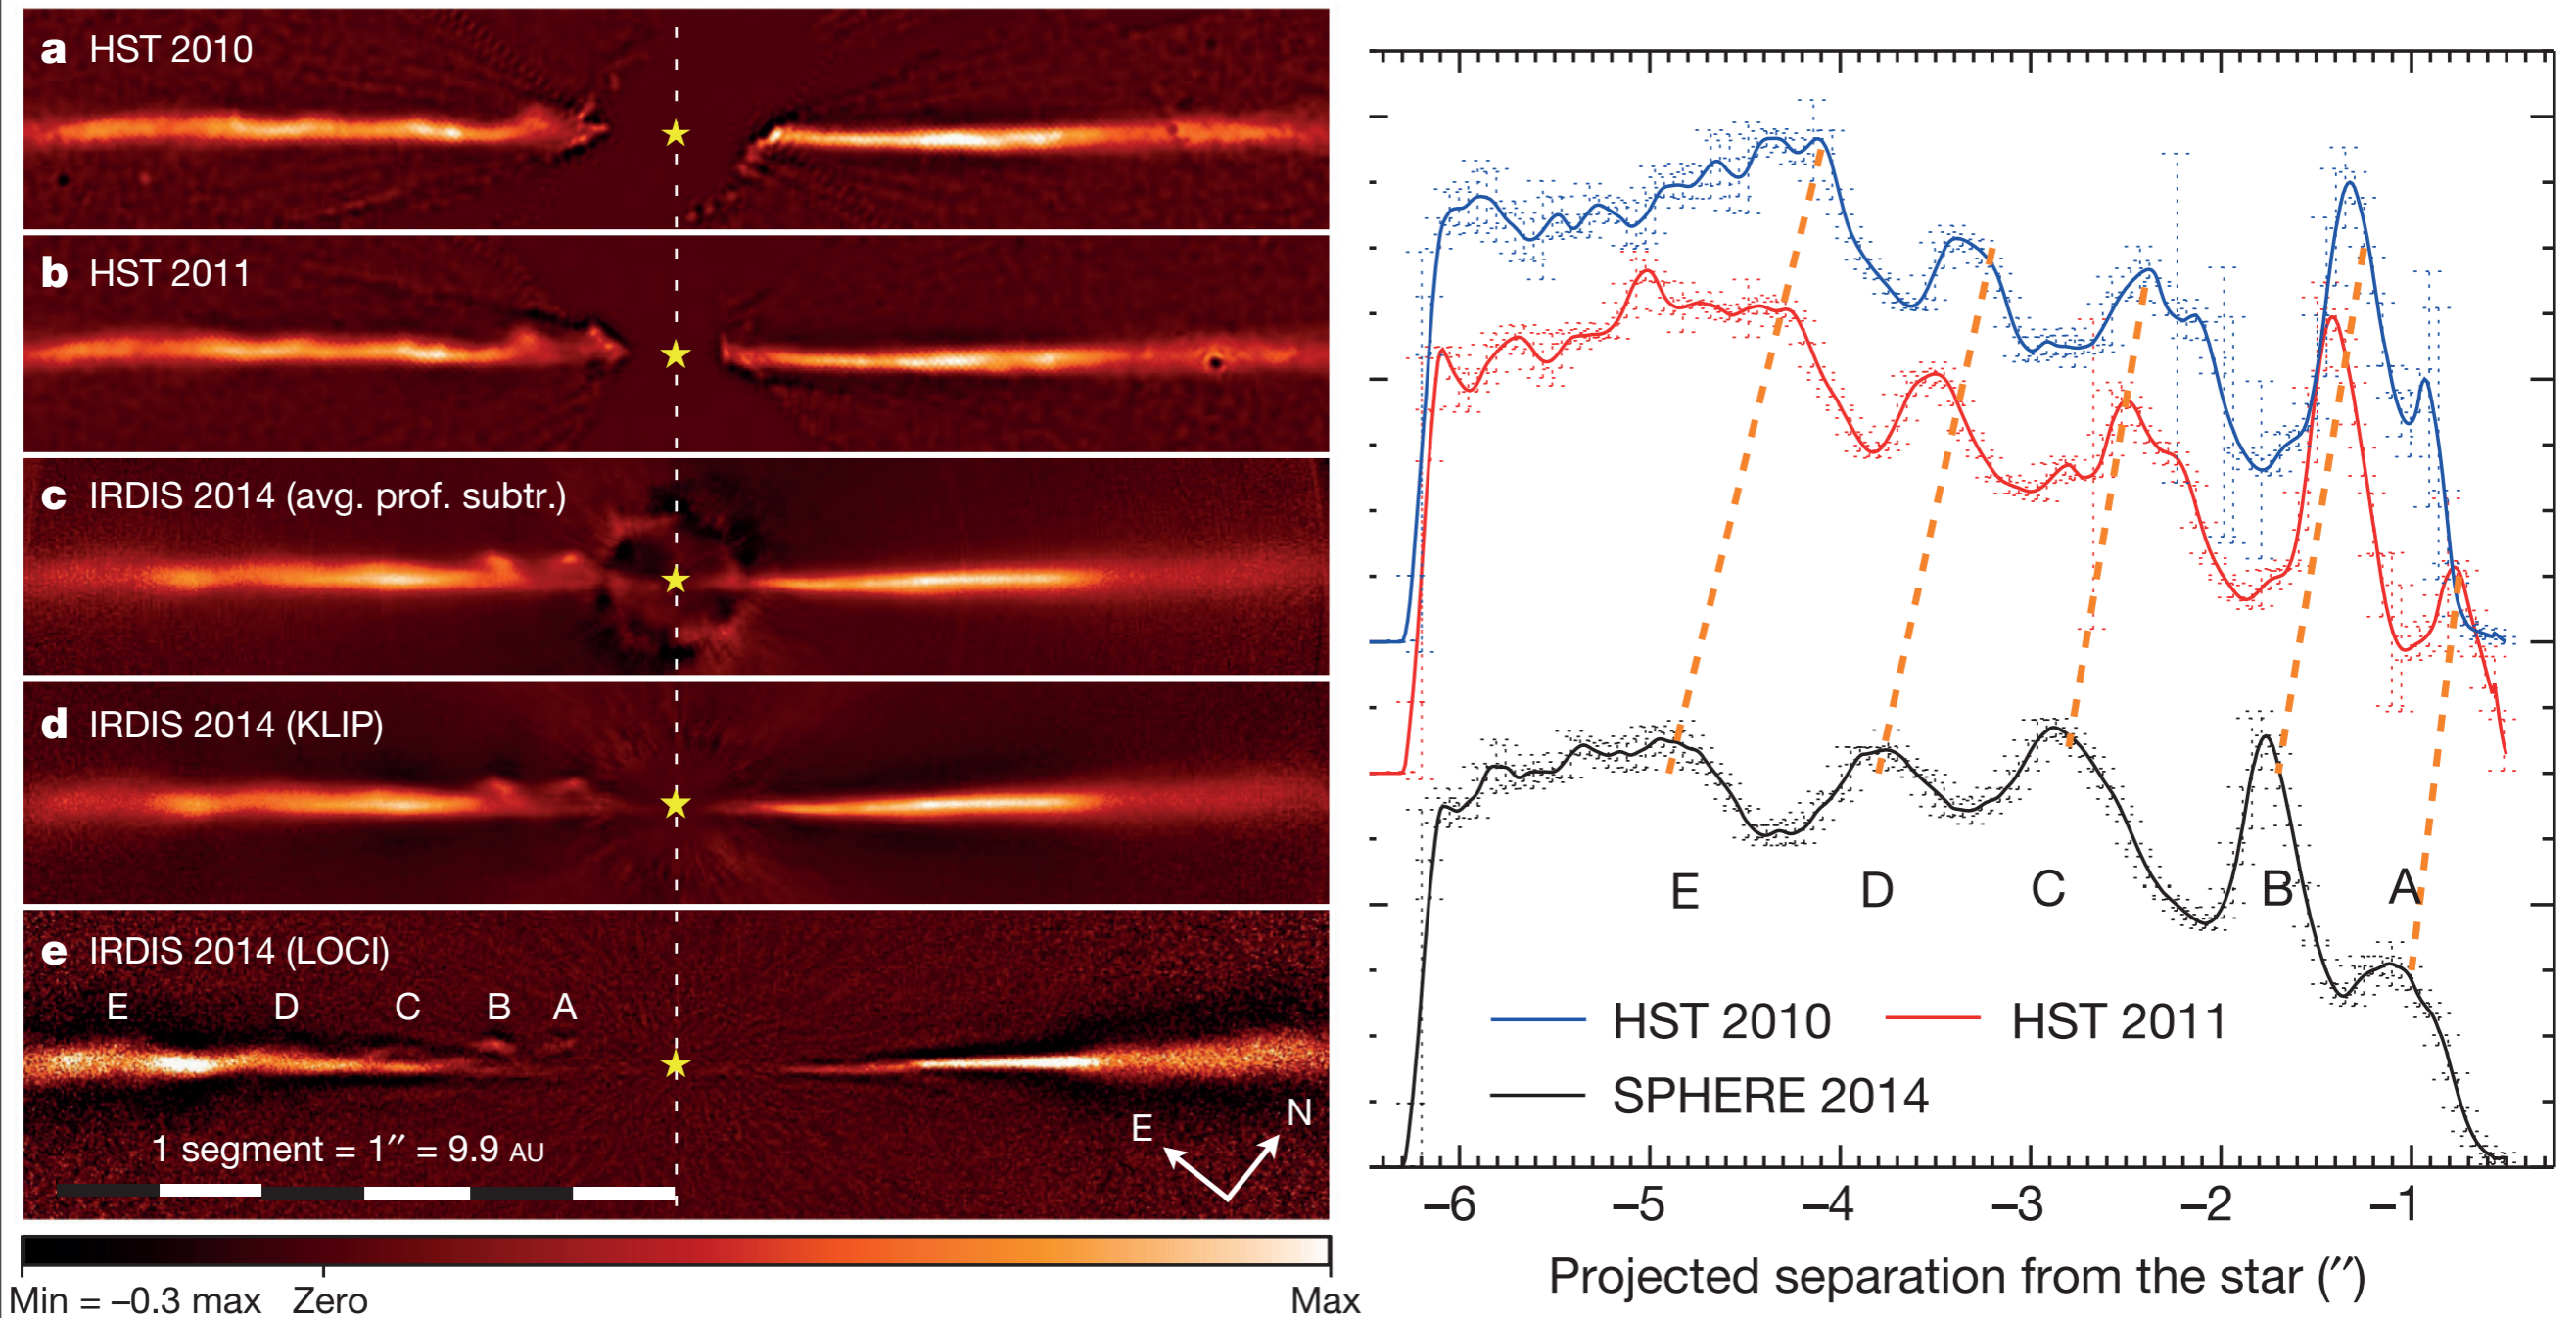 a HST 2010
b HST 2011
c IRDIS 2014 (avg. prof. subtr.)
d IRDIS 2014 (KLIP)
e IRDIS 2014 (LOCI)
E D C B A
1 segment = 1″ = 9.9 AU
E N
Min = –0.3 max Zero Max
E D C B A
HST 2010 HST 2011
SPHERE 2014
–6 –5 –4 –3 –2 –1
Projected separation from the star (″)